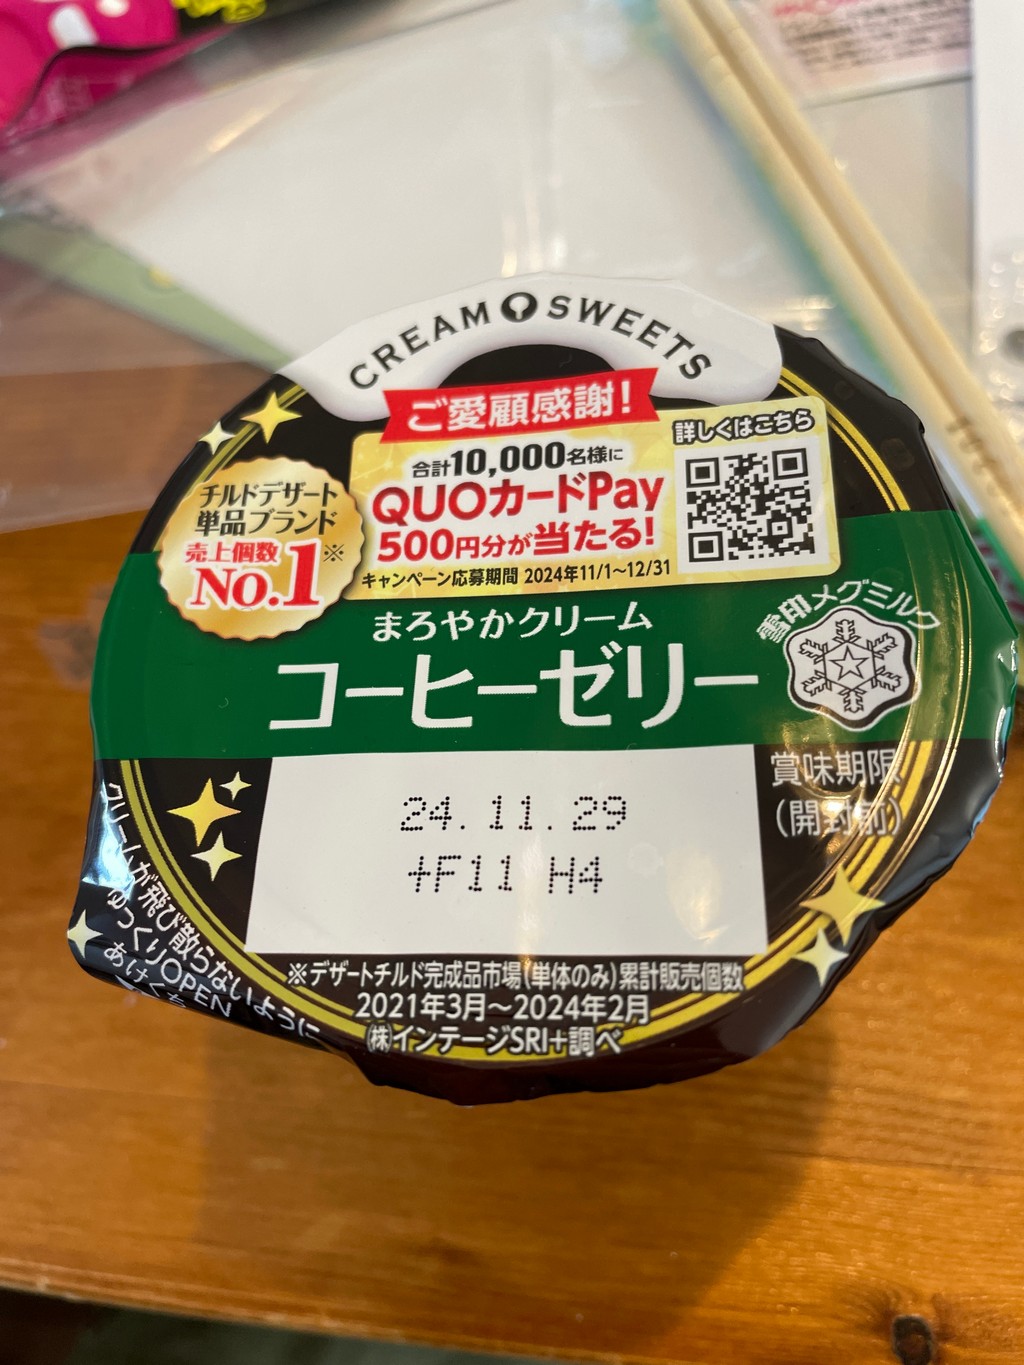 CREAM SWEETS
ご愛顧感謝!
合計10,000名様に
QUOカードPay
500円分が当たる!
キャンペーン応募期間 2024年11/1~12/31
詳しくはこちら
チルドデザート
単品ブランド
売上個数
No.1※
まろやかクリーム
コーヒーゼリー
雪印メグミルク
賞味期限
(開封前)
24.11.29
+F11 H4
クリームが飛び散らないように
ゆっくりOPEN
あけくち
※デザートチルド完成品市場(単体のみ)累計販売個数
2021年3月~2024年2月
㈱インテージSRI+調べ